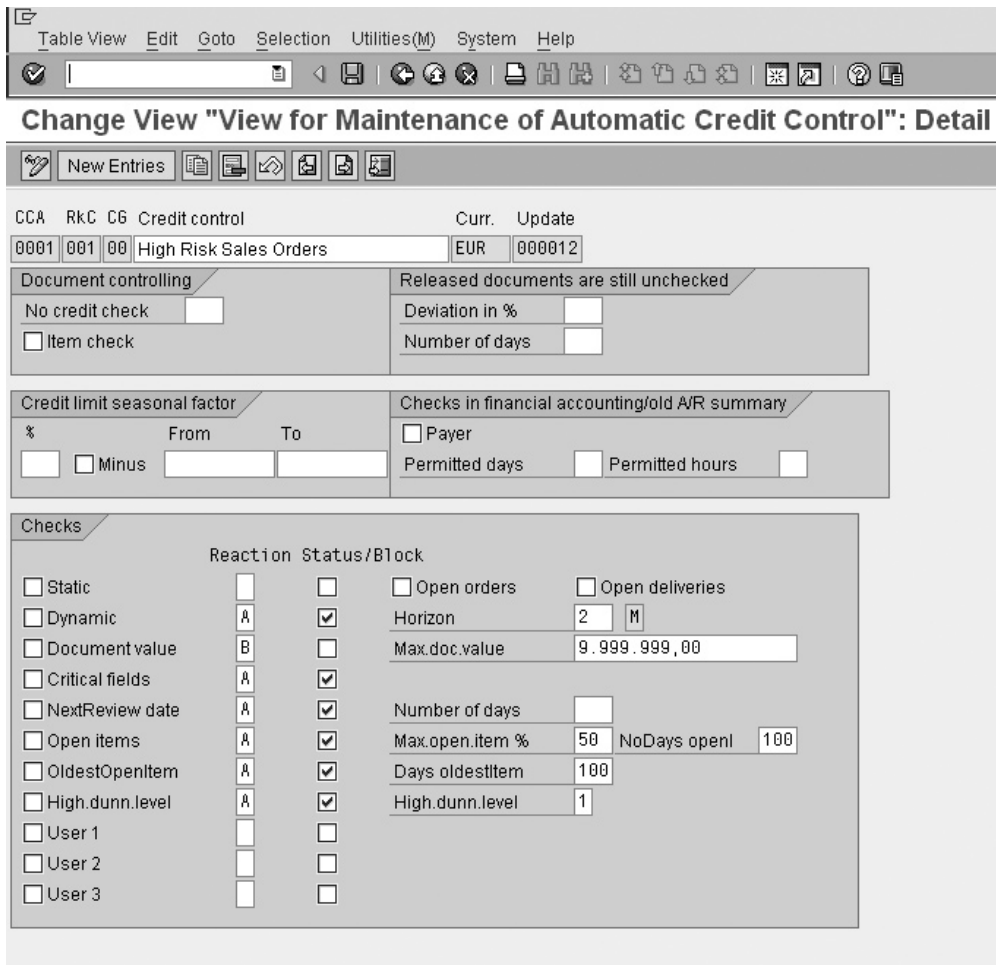 Table View Edit Goto Selection Utilities(M) System Help
Change View "View for Maintenance of Automatic Credit Control": Detail
New Entries
CCA RkC CG Credit control Curr. Update
0001 001 00 High Risk Sales Orders EUR 000012
Document controlling
No credit check
Item check
Released documents are still unchecked
Deviation in %
Number of days
Credit limit seasonal factor
% From To
Minus
Checks in financial accounting/old A/R summary
Payer
Permitted days Permitted hours
Checks
Reaction Status/Block
Static Open orders Open deliveries
Dynamic A Horizon 2 M
Document value B Max.doc.value 9.999.999,00
Critical fields A
NextReview date A Number of days
Open items A Max.open.item % 50 NoDays openI 100
OldestOpenItem A Days oldestItem 100
High.dunn.level A High.dunn.level 1
User 1
User 2
User 3